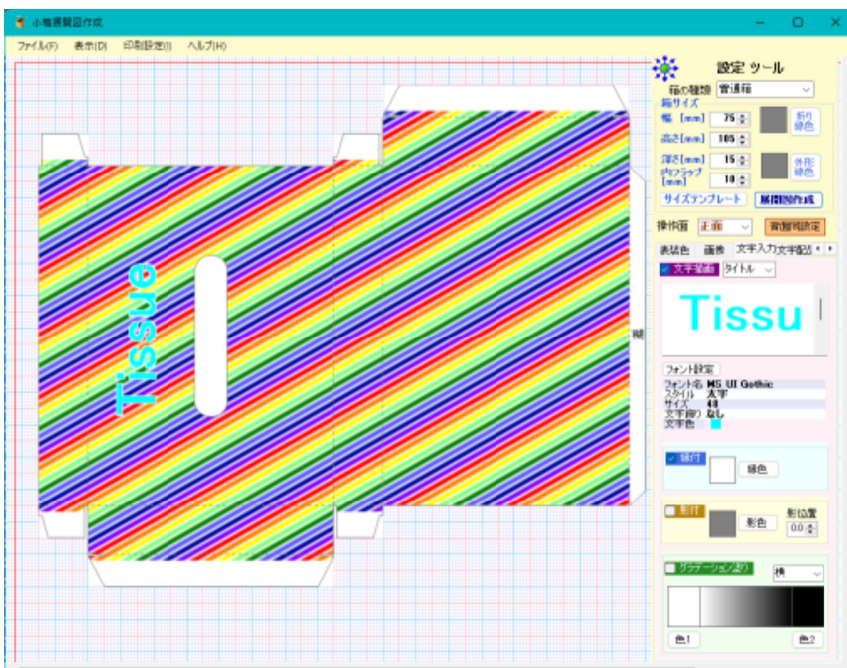 小箱展開図作成
ファイル(F) 表示(D) 印刷設定(I) ヘルプ(H)
設定 ツール
箱の種類 普通箱
箱サイズ
幅 [mm] 75 折り線色
高さ[mm] 105
深さ[mm] 15 外形線色
内フラップ[mm] 10
サイズテンプレート 展開図作成
操作面 正面
表装色 画像 文字入力 文字配置
文字描画 タイトル
Tissu
フォント設定
フォント名 MS UI Gothic
スタイル 太字
サイズ 48
文字飾り なし
文字色
縁付 縁色
影付 影色 影位置 0.0
グラデーション塗り 横
色1 色2
Tissue